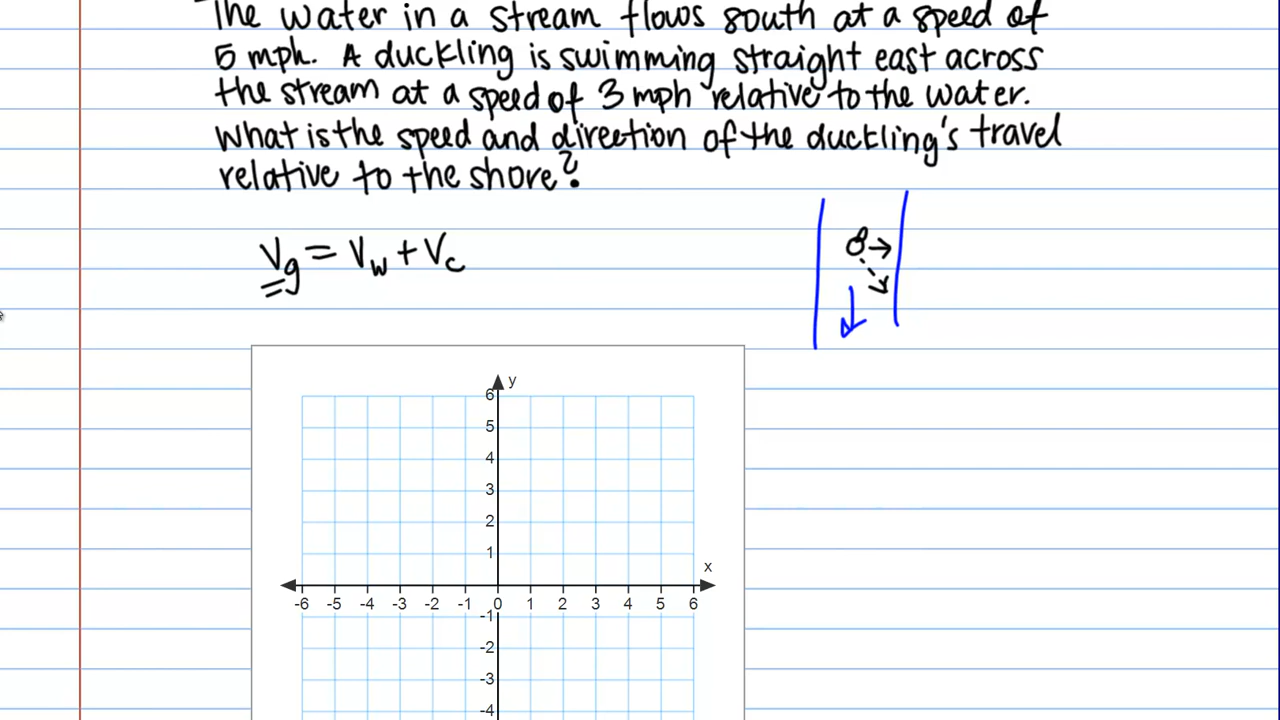 The water in a stream flows south at a speed of
5 mph. A duckling is swimming straight east across
the stream at a speed of 3 mph relative to the water.
What is the speed and direction of the duckling's travel
relative to the shore?
Vg = Vw + Vc
y
6
5
4
3
2
1
x
-6 -5 -4 -3 -2 -1 0 1 2 3 4 5 6
-1
-2
-3
-4